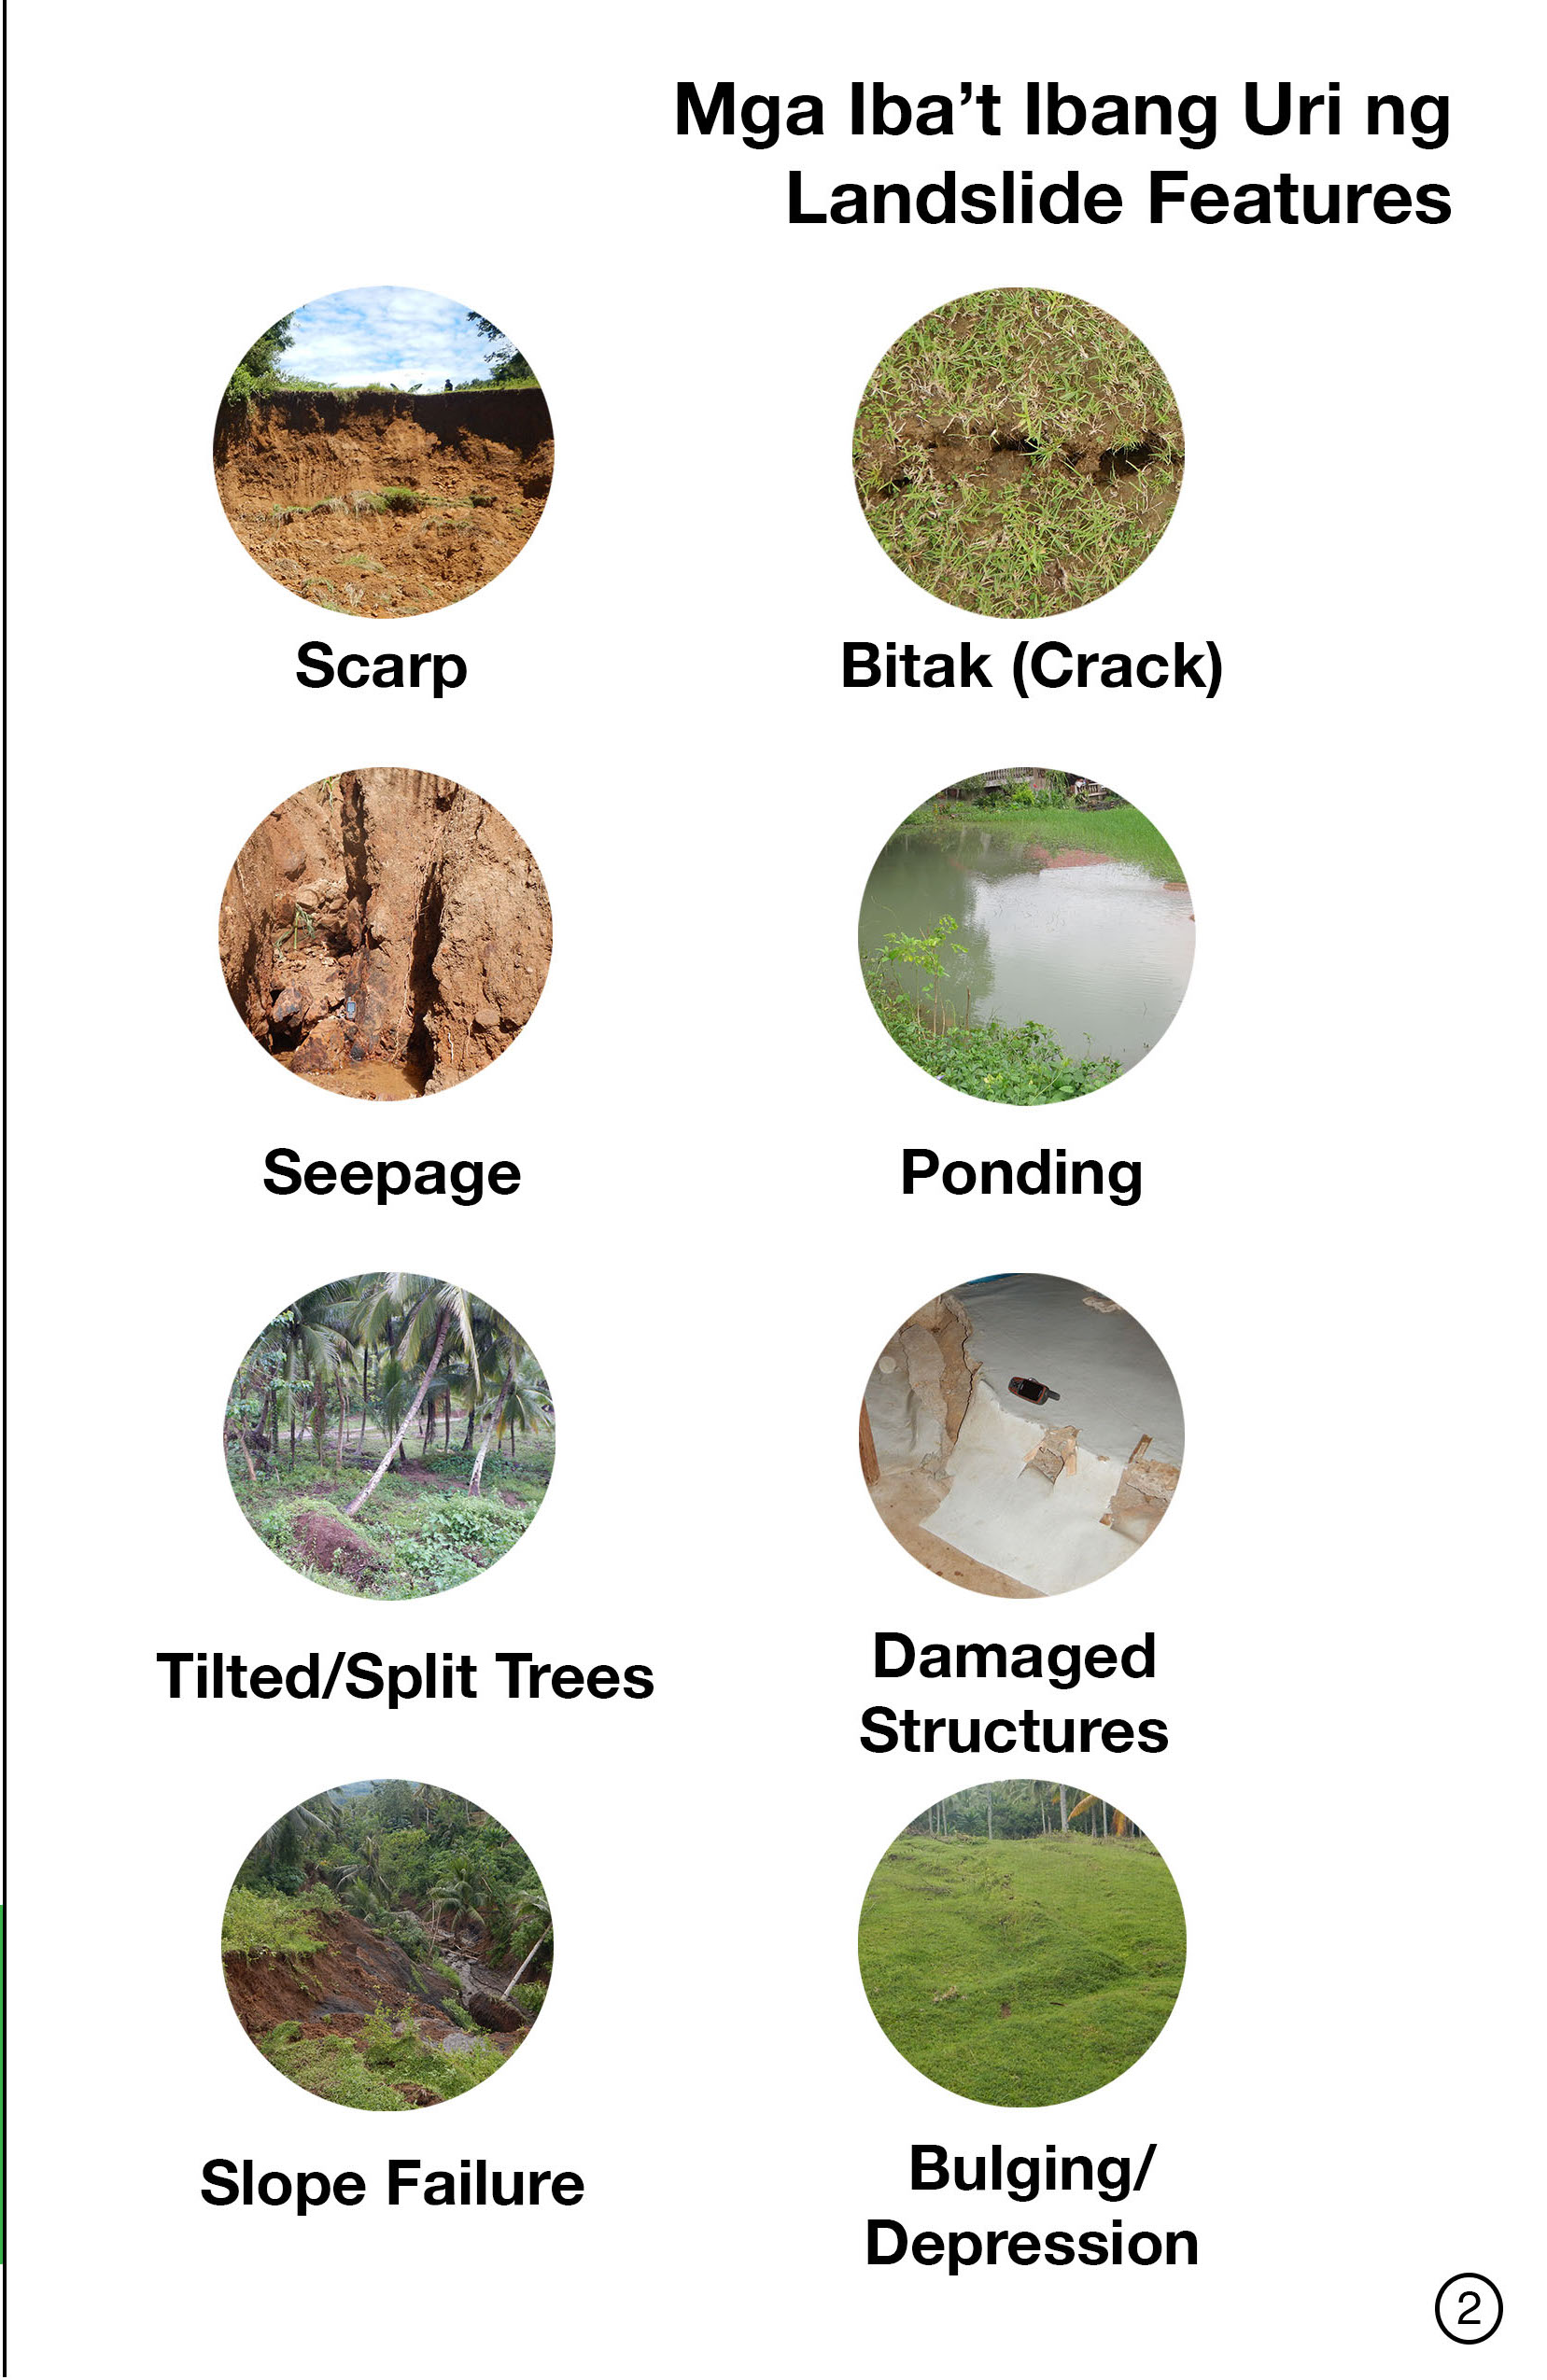 Mga Iba’t Ibang Uri ng
Landslide Features
Scarp
Bitak (Crack)
Seepage
Ponding
Tilted/Split Trees
Damaged
Structures
Slope Failure
Bulging/
Depression
2